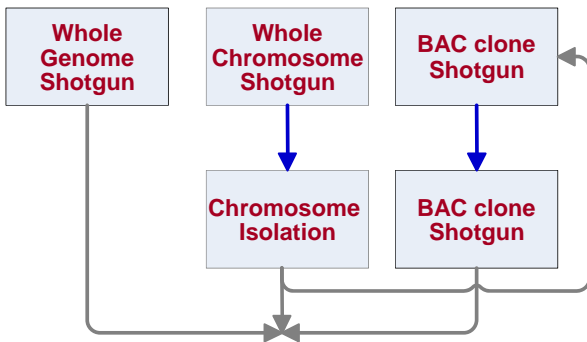 Whole
Genome
Shotgun
Whole
Chromosome
Shotgun
BAC clone
Shotgun
Chromosome
Isolation
BAC clone
Shotgun